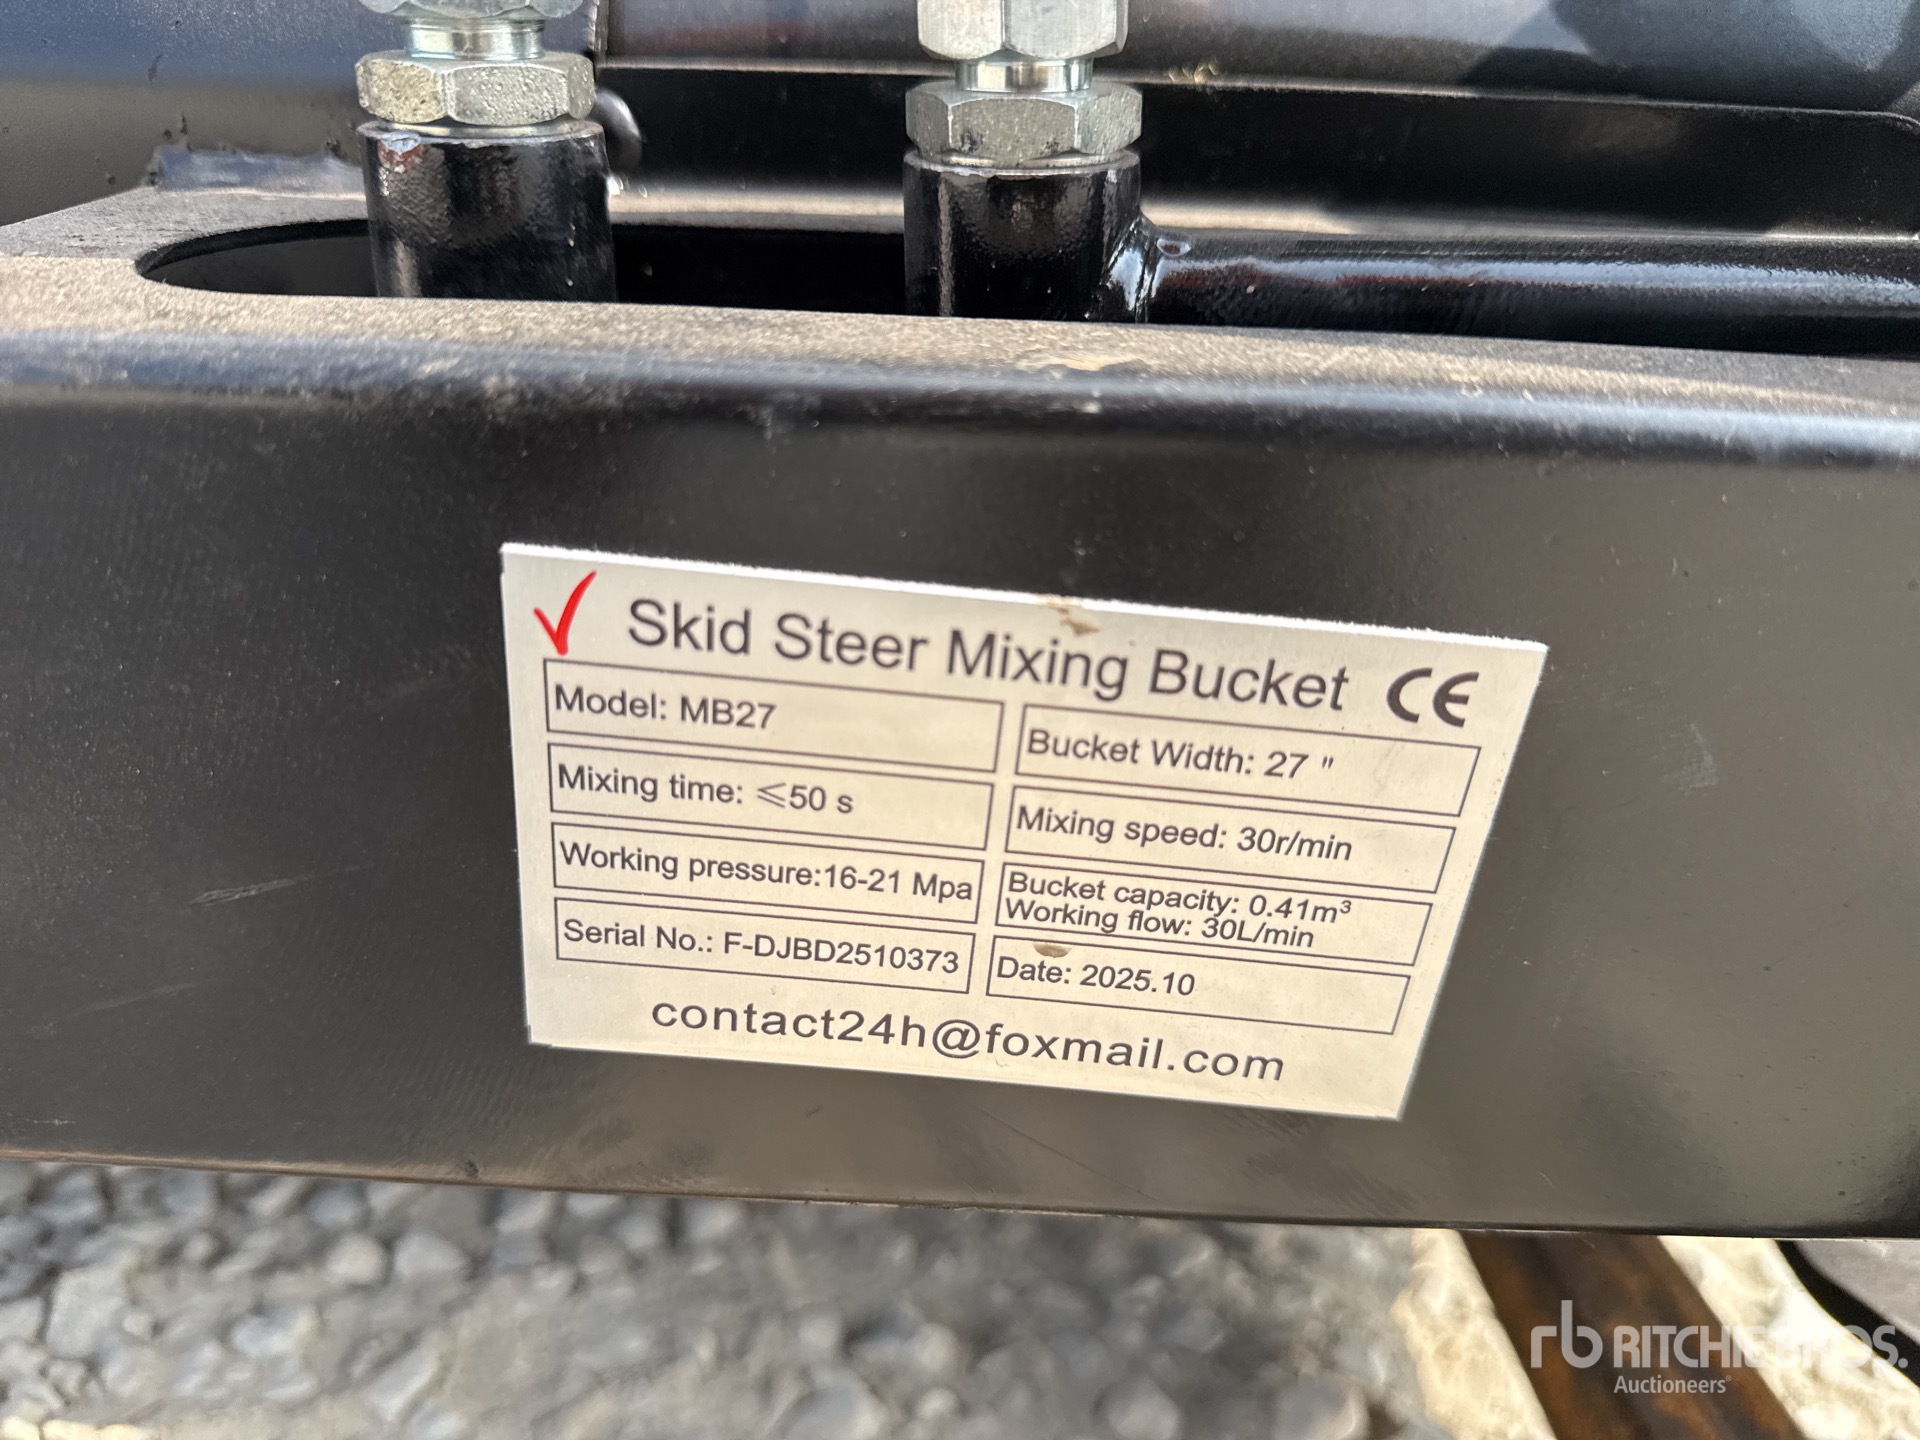 Skid Steer Mixing Bucket CE
Model: MB27
Bucket Width: 27 "
Mixing time: ≤50 s
Mixing speed: 30r/min
Working pressure:16-21 Mpa
Bucket capacity: 0.41m³
Working flow: 30L/min
Serial No.: F-DJBD2510373
Date: 2025.10
contact24h@foxmail.com
rb RITCHIE BROS.
Auctioneers